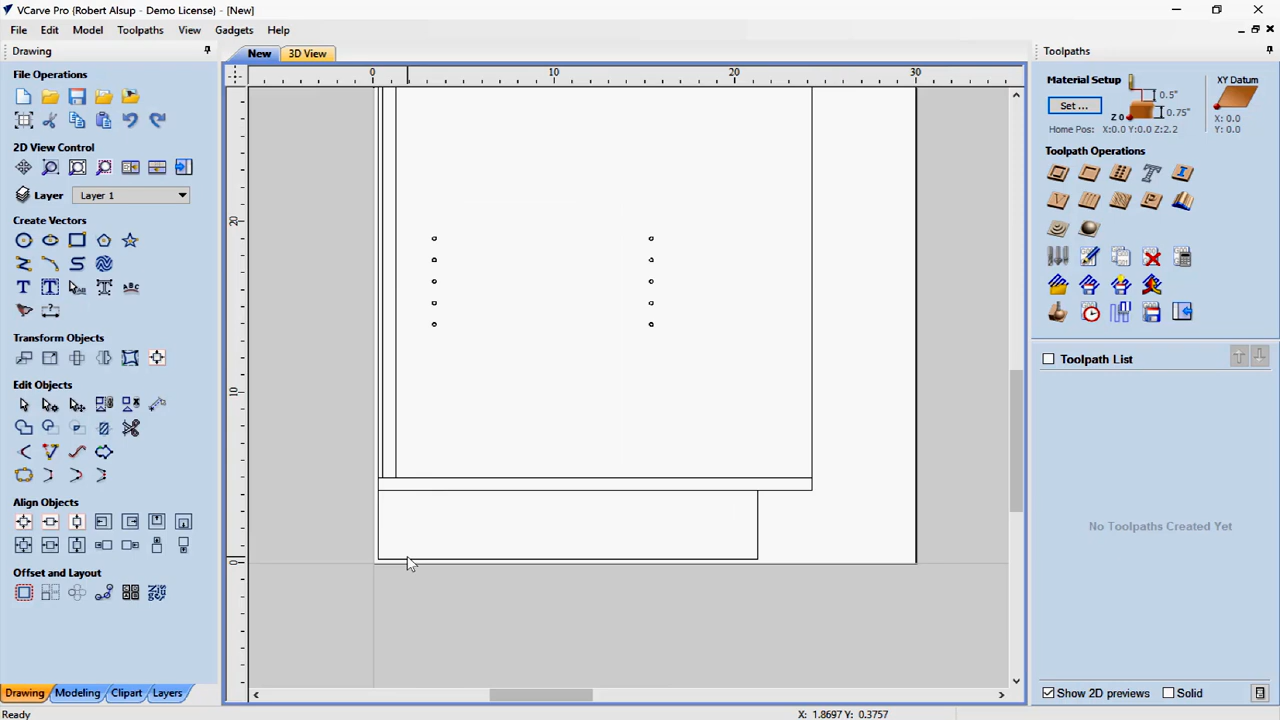 VCarve Pro {Robert Alsup - Demo License} - [New]
File Edit Model Toolpaths View Gadgets Help
Drawing
File Operations
2D View Control
Layer Layer 1
Create Vectors
Transform Objects
Edit Objects
Align Objects
Offset and Layout
Drawing Modeling Clipart Layers
Ready
New 3D View
0 10 20 30
20
10
0
X: 1.8697 Y: 0.3757
Toolpaths
Material Setup
Set ...
Z 0
0.5"
0.75"
XY Datum
X: 0.0
Y: 0.0
Home Pos: X:0.0 Y:0.0 Z:2.2
Toolpath Operations
Toolpath List
No Toolpaths Created Yet
Show 2D previews Solid